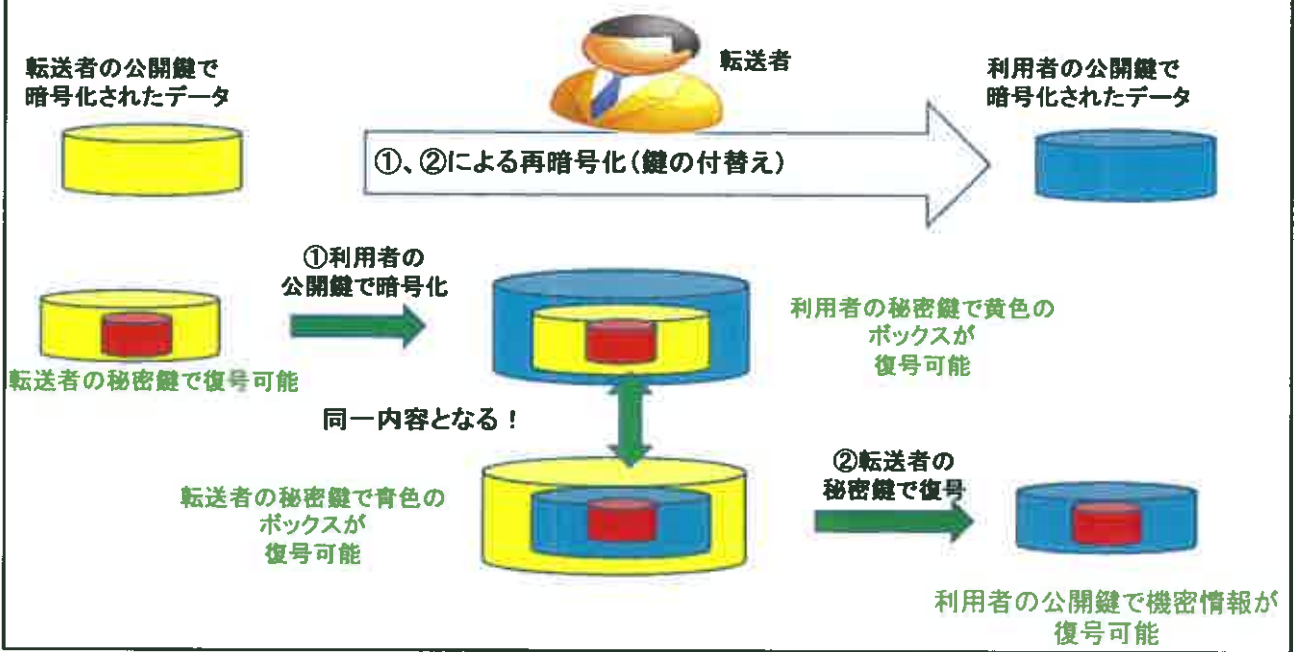 転送者の公開鍵で
暗号化されたデータ
転送者
利用者の公開鍵で
暗号化されたデータ
①、②による再暗号化(鍵の付替え)
①利用者の
公開鍵で暗号化
利用者の秘密鍵で黄色の
ボックスが
復号可能
転送者の秘密鍵で復号可能
同一内容となる!
転送者の秘密鍵で青色の
ボックスが
復号可能
②転送者の
秘密鍵で復号
利用者の公開鍵で機密情報が
復号可能